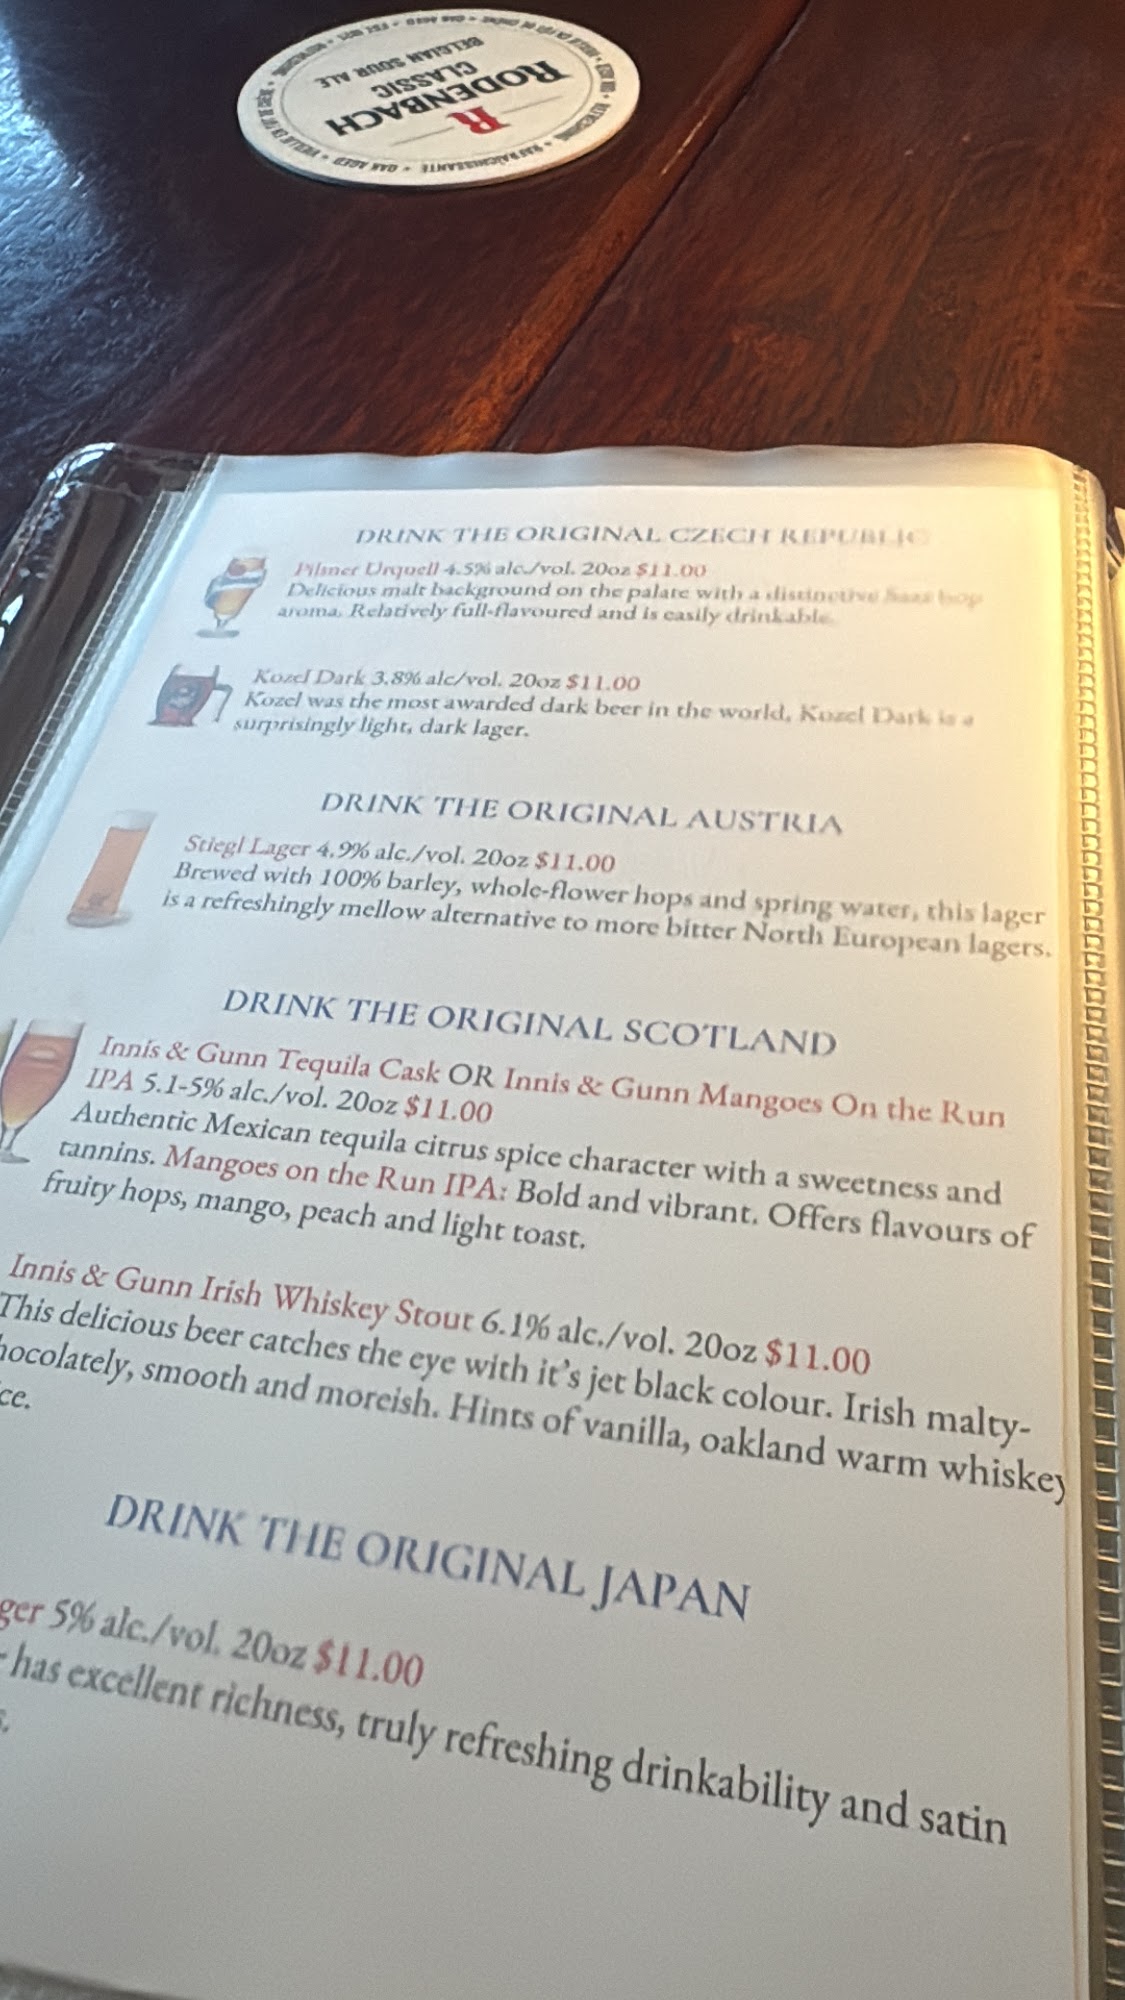 R
RODENBACH
CLASSIC
BELGIAN SOUR ALE
DRINK THE ORIGINAL CZECH REPUBLIC
Pilsner Urquell 4.5% alc./vol. 20oz $11.00
Delicious malt background on the palate with a distinctive Saaz hop
aroma. Relatively full-flavoured and is easily drinkable.
Kozel Dark 3.8% alc/vol. 20oz $11.00
Kozel was the most awarded dark beer in the world, Kozel Dark is a
surprisingly light, dark lager.
DRINK THE ORIGINAL AUSTRIA
Stiegl Lager 4.9% alc./vol. 20oz $11.00
Brewed with 100% barley, whole-flower hops and spring water, this lager
is a refreshingly mellow alternative to more bitter North European lagers.
DRINK THE ORIGINAL SCOTLAND
Innis & Gunn Tequila Cask OR Innis & Gunn Mangoes On the Run
IPA 5.1-5% alc./vol. 20oz $11.00
Authentic Mexican tequila citrus spice character with a sweetness and
tannins. Mangoes on the Run IPA: Bold and vibrant. Offers flavours of
fruity hops, mango, peach and light toast.
Innis & Gunn Irish Whiskey Stout 6.1% alc./vol. 20oz $11.00
This delicious beer catches the eye with it's jet black colour. Irish malty-
hocolately, smooth and moreish. Hints of vanilla, oakland warm whiskey
ce.
DRINK THE ORIGINAL JAPAN
ger 5% alc./vol. 20oz $11.00
has excellent richness, truly refreshing drinkability and satin
s.